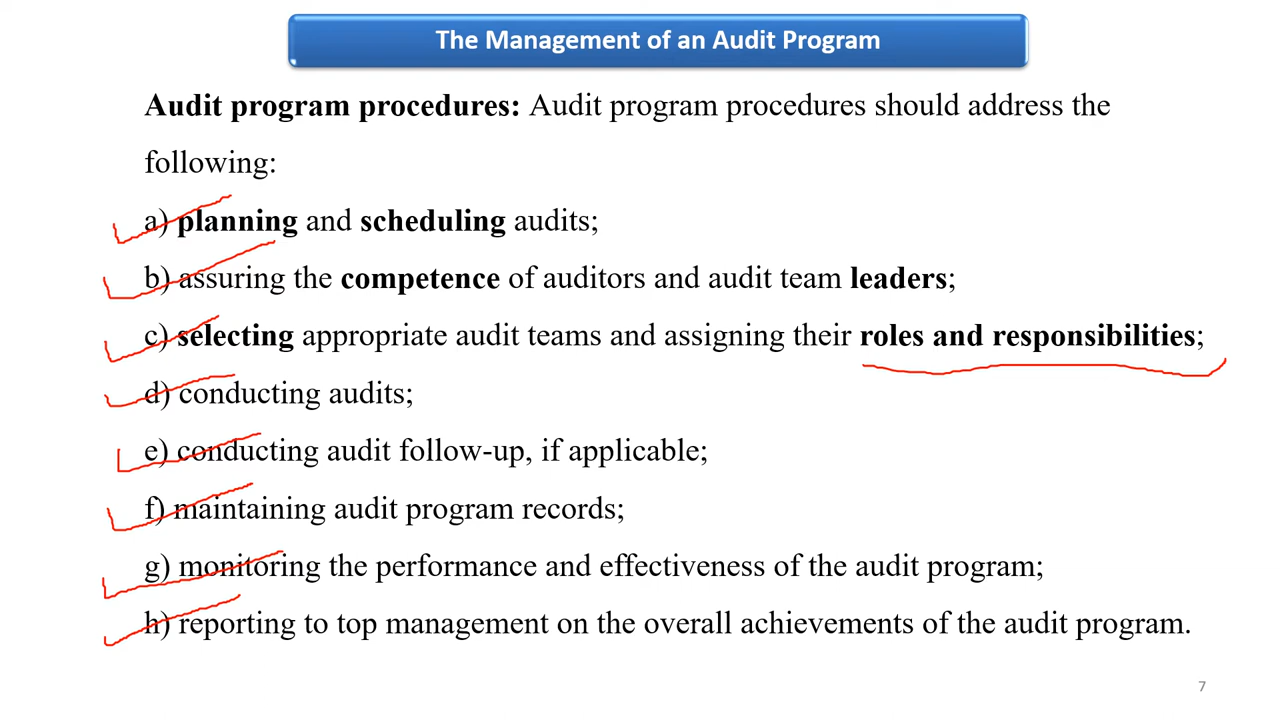 The Management of an Audit Program
Audit program procedures: Audit program procedures should address the
following:
a) planning and scheduling audits;
b) assuring the competence of auditors and audit team leaders;
c) selecting appropriate audit teams and assigning their roles and responsibilities;
d) conducting audits;
e) conducting audit follow-up, if applicable;
f) maintaining audit program records;
g) monitoring the performance and effectiveness of the audit program;
h) reporting to top management on the overall achievements of the audit program.
7